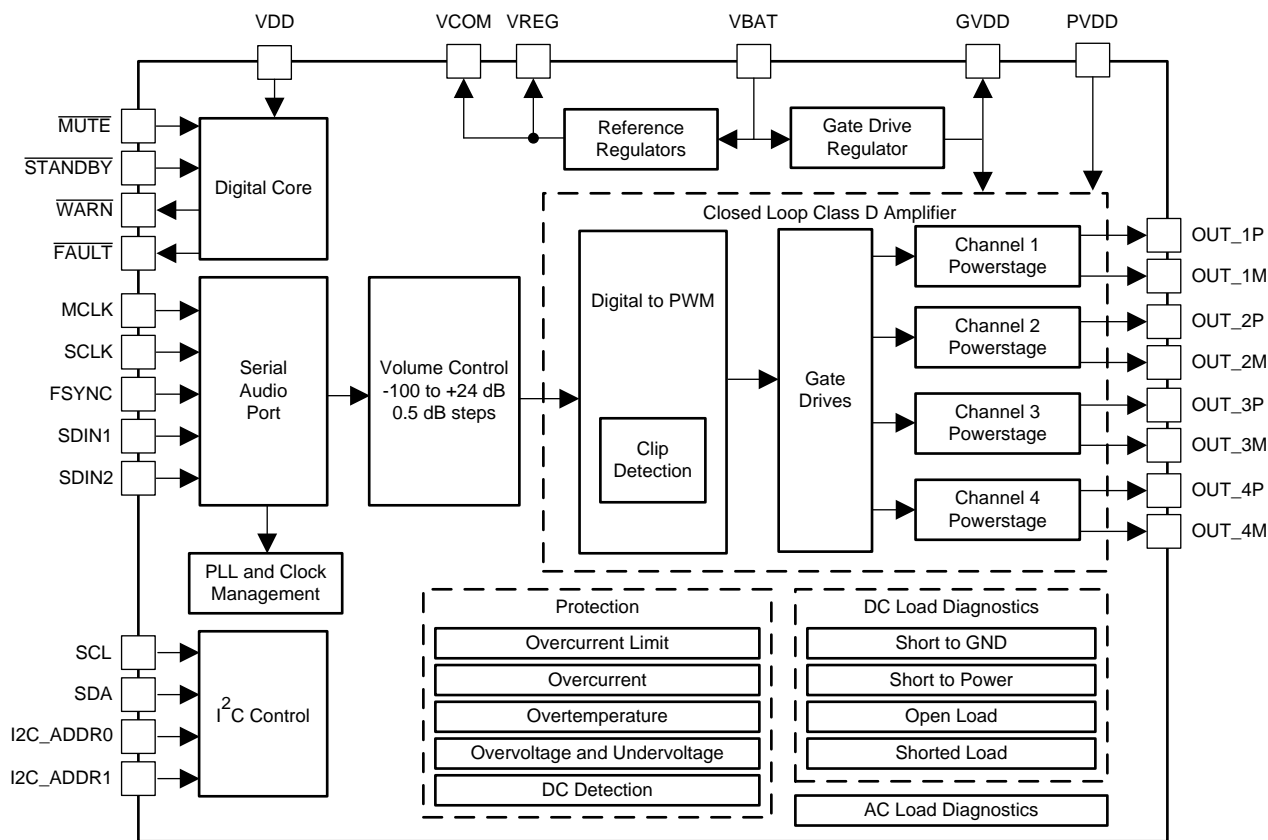 VDD
VCOM
VREG
VBAT
GVDD
PVDD
MUTE
STANDBY
WARN
FAULT
Digital Core
Reference
Regulators
Gate Drive
Regulator
MCLK
SCLK
FSYNC
SDIN1
SDIN2
Serial
Audio
Port
Volume Control
-100 to +24 dB
0.5 dB steps
Closed Loop Class D Amplifier
Digital to PWM
Clip
Detection
Gate
Drives
Channel 1
Powerstage
Channel 2
Powerstage
Channel 3
Powerstage
Channel 4
Powerstage
OUT_1P
OUT_1M
OUT_2P
OUT_2M
OUT_3P
OUT_3M
OUT_4P
OUT_4M
PLL and Clock
Management
SCL
SDA
I2C_ADDR0
I2C_ADDR1
I²C Control
Protection
Overcurrent Limit
Overcurrent
Overtemperature
Overvoltage and Undervoltage
DC Detection
DC Load Diagnostics
Short to GND
Short to Power
Open Load
Shorted Load
AC Load Diagnostics